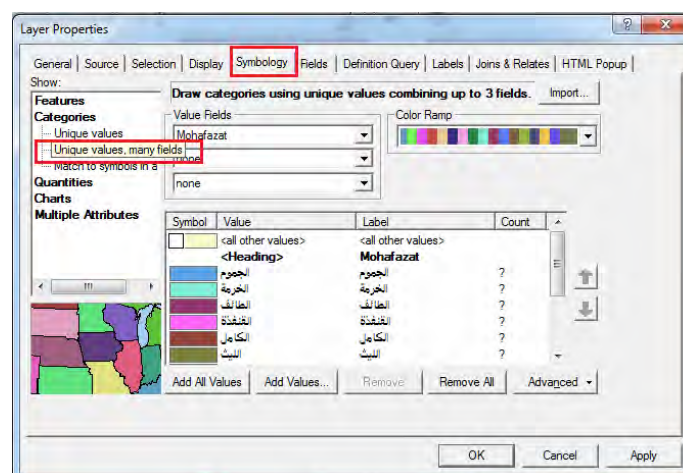 Layer Properties
General Source Selection Display Symbology Fields Definition Query Labels Joins & Relates HTML Popup
Show:
Features
Categories
Unique values
Unique values, many fields
Match to symbols in a
Quantities
Charts
Multiple Attributes
Draw categories using unique values combining up to 3 fields.
Import...
Value Fields
Mohafazat
none
none
Color Ramp
Symbol Value Label Count
<all other values> <all other values>
<Heading> Mohafazat
الجموم الجموم ?
الخرمة الخرمة ?
الطائف الطائف ?
القنفذة القنفذة ?
الكامل الكامل ?
الليث الليث ?
Add All Values Add Values... Remove Remove All Advanced
OK Cancel Apply